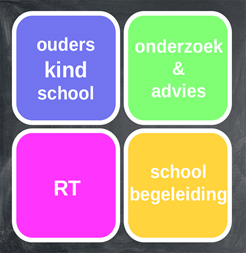 ouders
kind
school
onderzoek
&
advies
RT
school
begeleiding